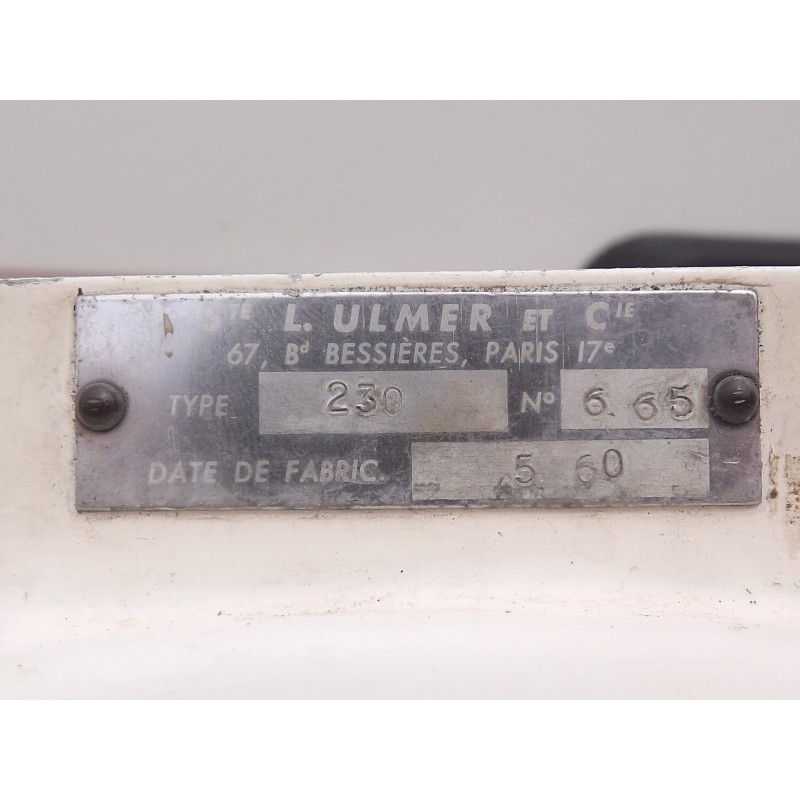 Sté L. ULMER ET CIE
67, Bd BESSIÈRES, PARIS 17e
TYPE 230 No 6 65
DATE DE FABRIC. 5 60